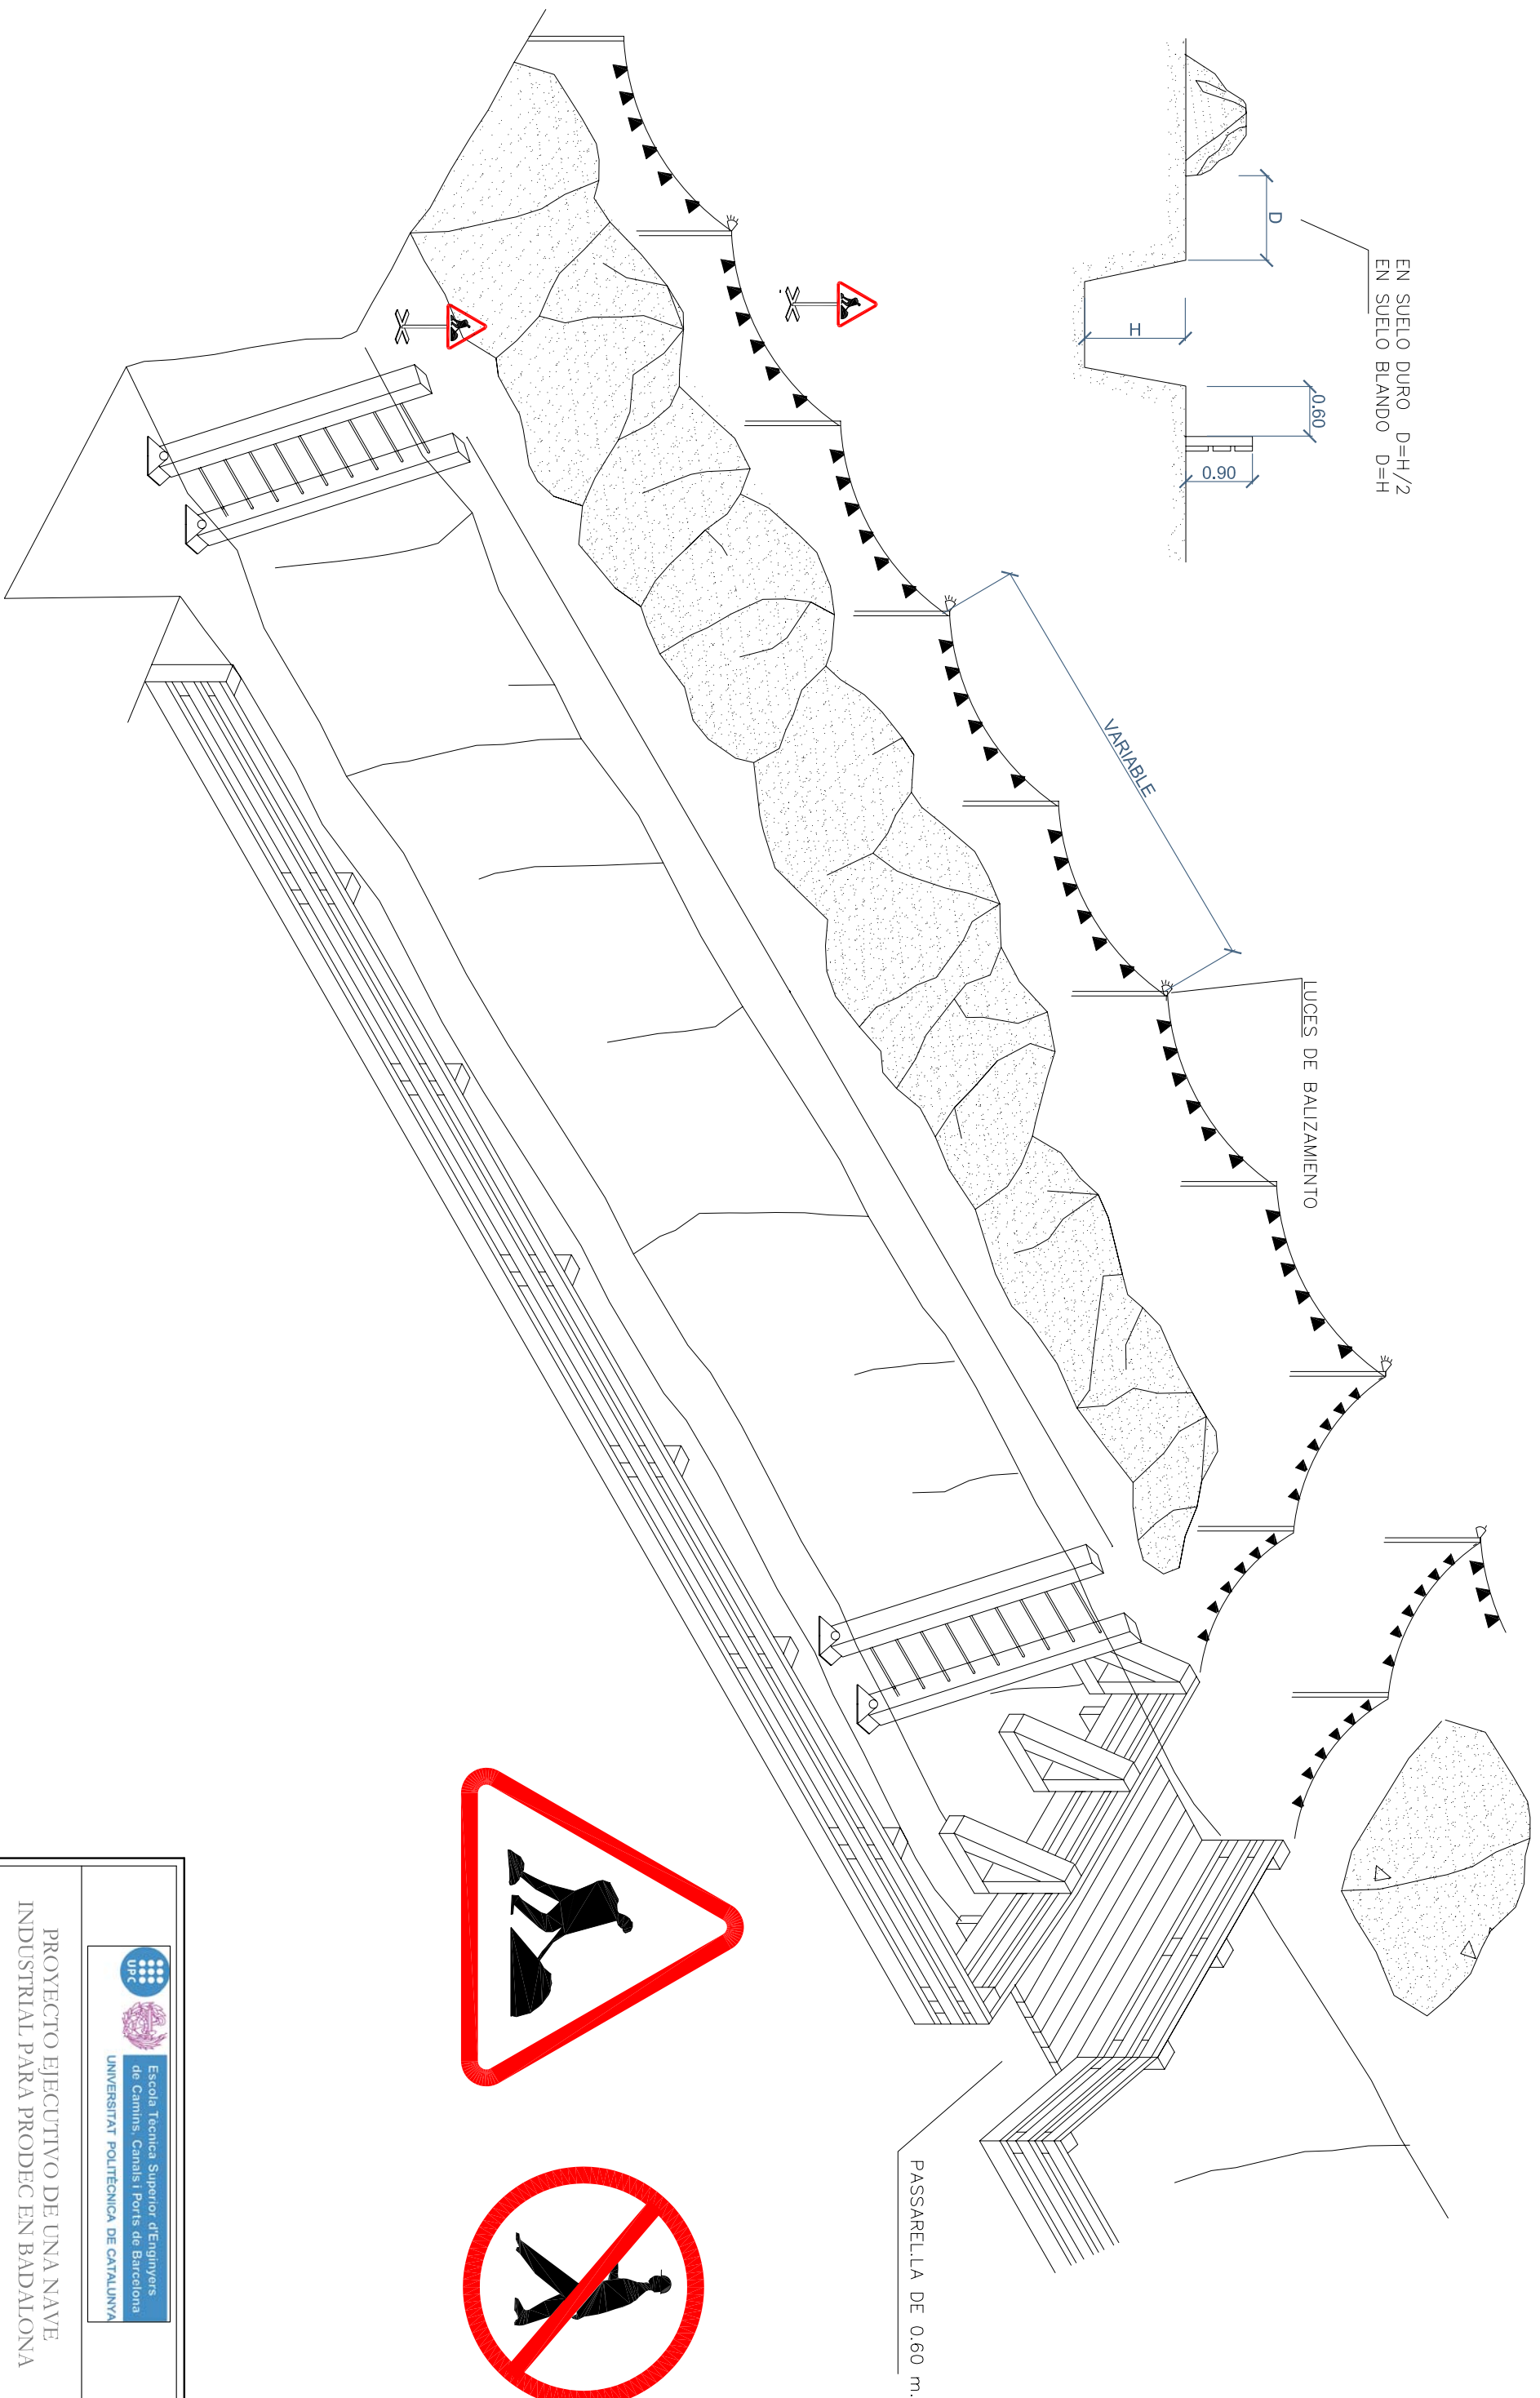 EN SUELO DURO D=H/2
EN SUELO BLANDO D=H
D
H
0.60
0.90
VARIABLE
LUCES DE BALIZAMIENTO
PASSAREL.LA DE 0.60 m.
UPC
Escola Tècnica Superior d'Enginyers
de Camins, Canals i Ports de Barcelona
UNIVERSITAT POLITÈCNICA DE CATALUNYA
PROYECTO EJECUTIVO DE UNA NAVE
INDUSTRIAL PARA PRODEC EN BADALONA